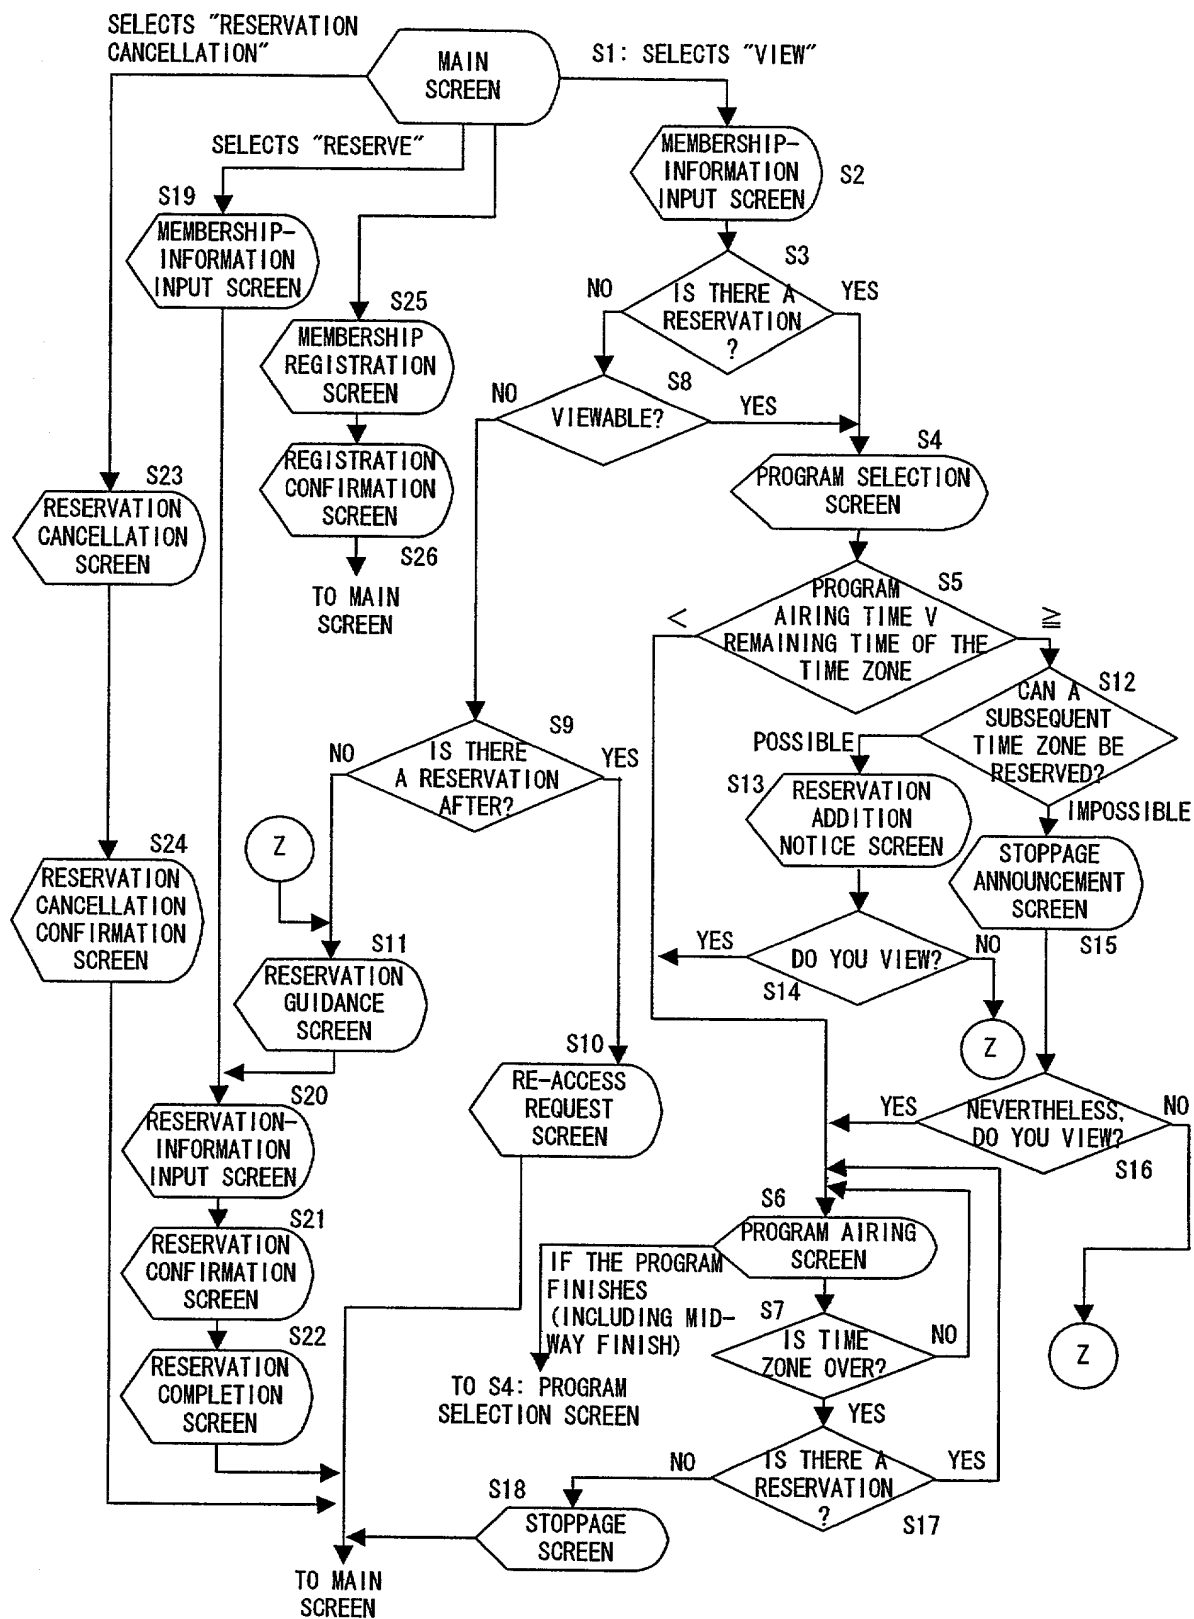 SELECTS "RESERVATION
CANCELLATION"
MAIN
SCREEN
S1: SELECTS "VIEW"
SELECTS "RESERVE"
MEMBERSHIP-
INFORMATION
INPUT SCREEN
S2
S19
MEMBERSHIP-
INFORMATION
INPUT SCREEN
S3
NO
IS THERE A
RESERVATION
?
YES
S25
MEMBERSHIP
REGISTRATION
SCREEN
S8
NO
VIEWABLE?
YES
S4
PROGRAM SELECTION
SCREEN
REGISTRATION
CONFIRMATION
SCREEN
S26
TO MAIN
SCREEN
S23
RESERVATION
CANCELLATION
SCREEN
S5
<
PROGRAM
AIRING TIME V
REMAINING TIME OF THE
TIME ZONE
≧
S12
CAN A
SUBSEQUENT
TIME ZONE BE
RESERVED?
POSSIBLE
IMPOSSIBLE
S9
NO
IS THERE
A RESERVATION
AFTER?
YES
S13
RESERVATION
ADDITION
NOTICE SCREEN
STOPPAGE
ANNOUNCEMENT
SCREEN
S15
Z
S24
RESERVATION
CANCELLATION
CONFIRMATION
SCREEN
S11
RESERVATION
GUIDANCE
SCREEN
YES
DO YOU VIEW?
NO
S14
Z
S10
RE-ACCESS
REQUEST
SCREEN
YES
NEVERTHELESS,
DO YOU VIEW?
NO
S16
S20
RESERVATION-
INFORMATION
INPUT SCREEN
S21
RESERVATION
CONFIRMATION
SCREEN
S6
PROGRAM AIRING
SCREEN
IF THE PROGRAM
FINISHES
(INCLUDING MID-
WAY FINISH)
S7
IS TIME
ZONE OVER?
NO
YES
Z
S22
RESERVATION
COMPLETION
SCREEN
TO S4: PROGRAM
SELECTION SCREEN
NO
IS THERE A
RESERVATION
?
YES
S17
S18
STOPPAGE
SCREEN
TO MAIN
SCREEN